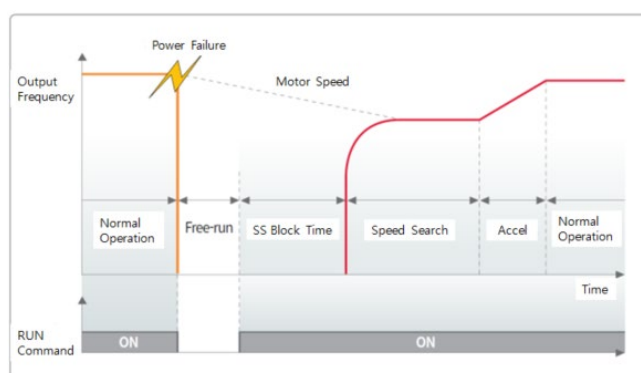 Power Failure
Output
Frequency
Motor Speed
Normal
Operation
Free-run
SS Block Time
Speed Search
Accel
Normal
Operation
Time
RUN
Command
ON
ON